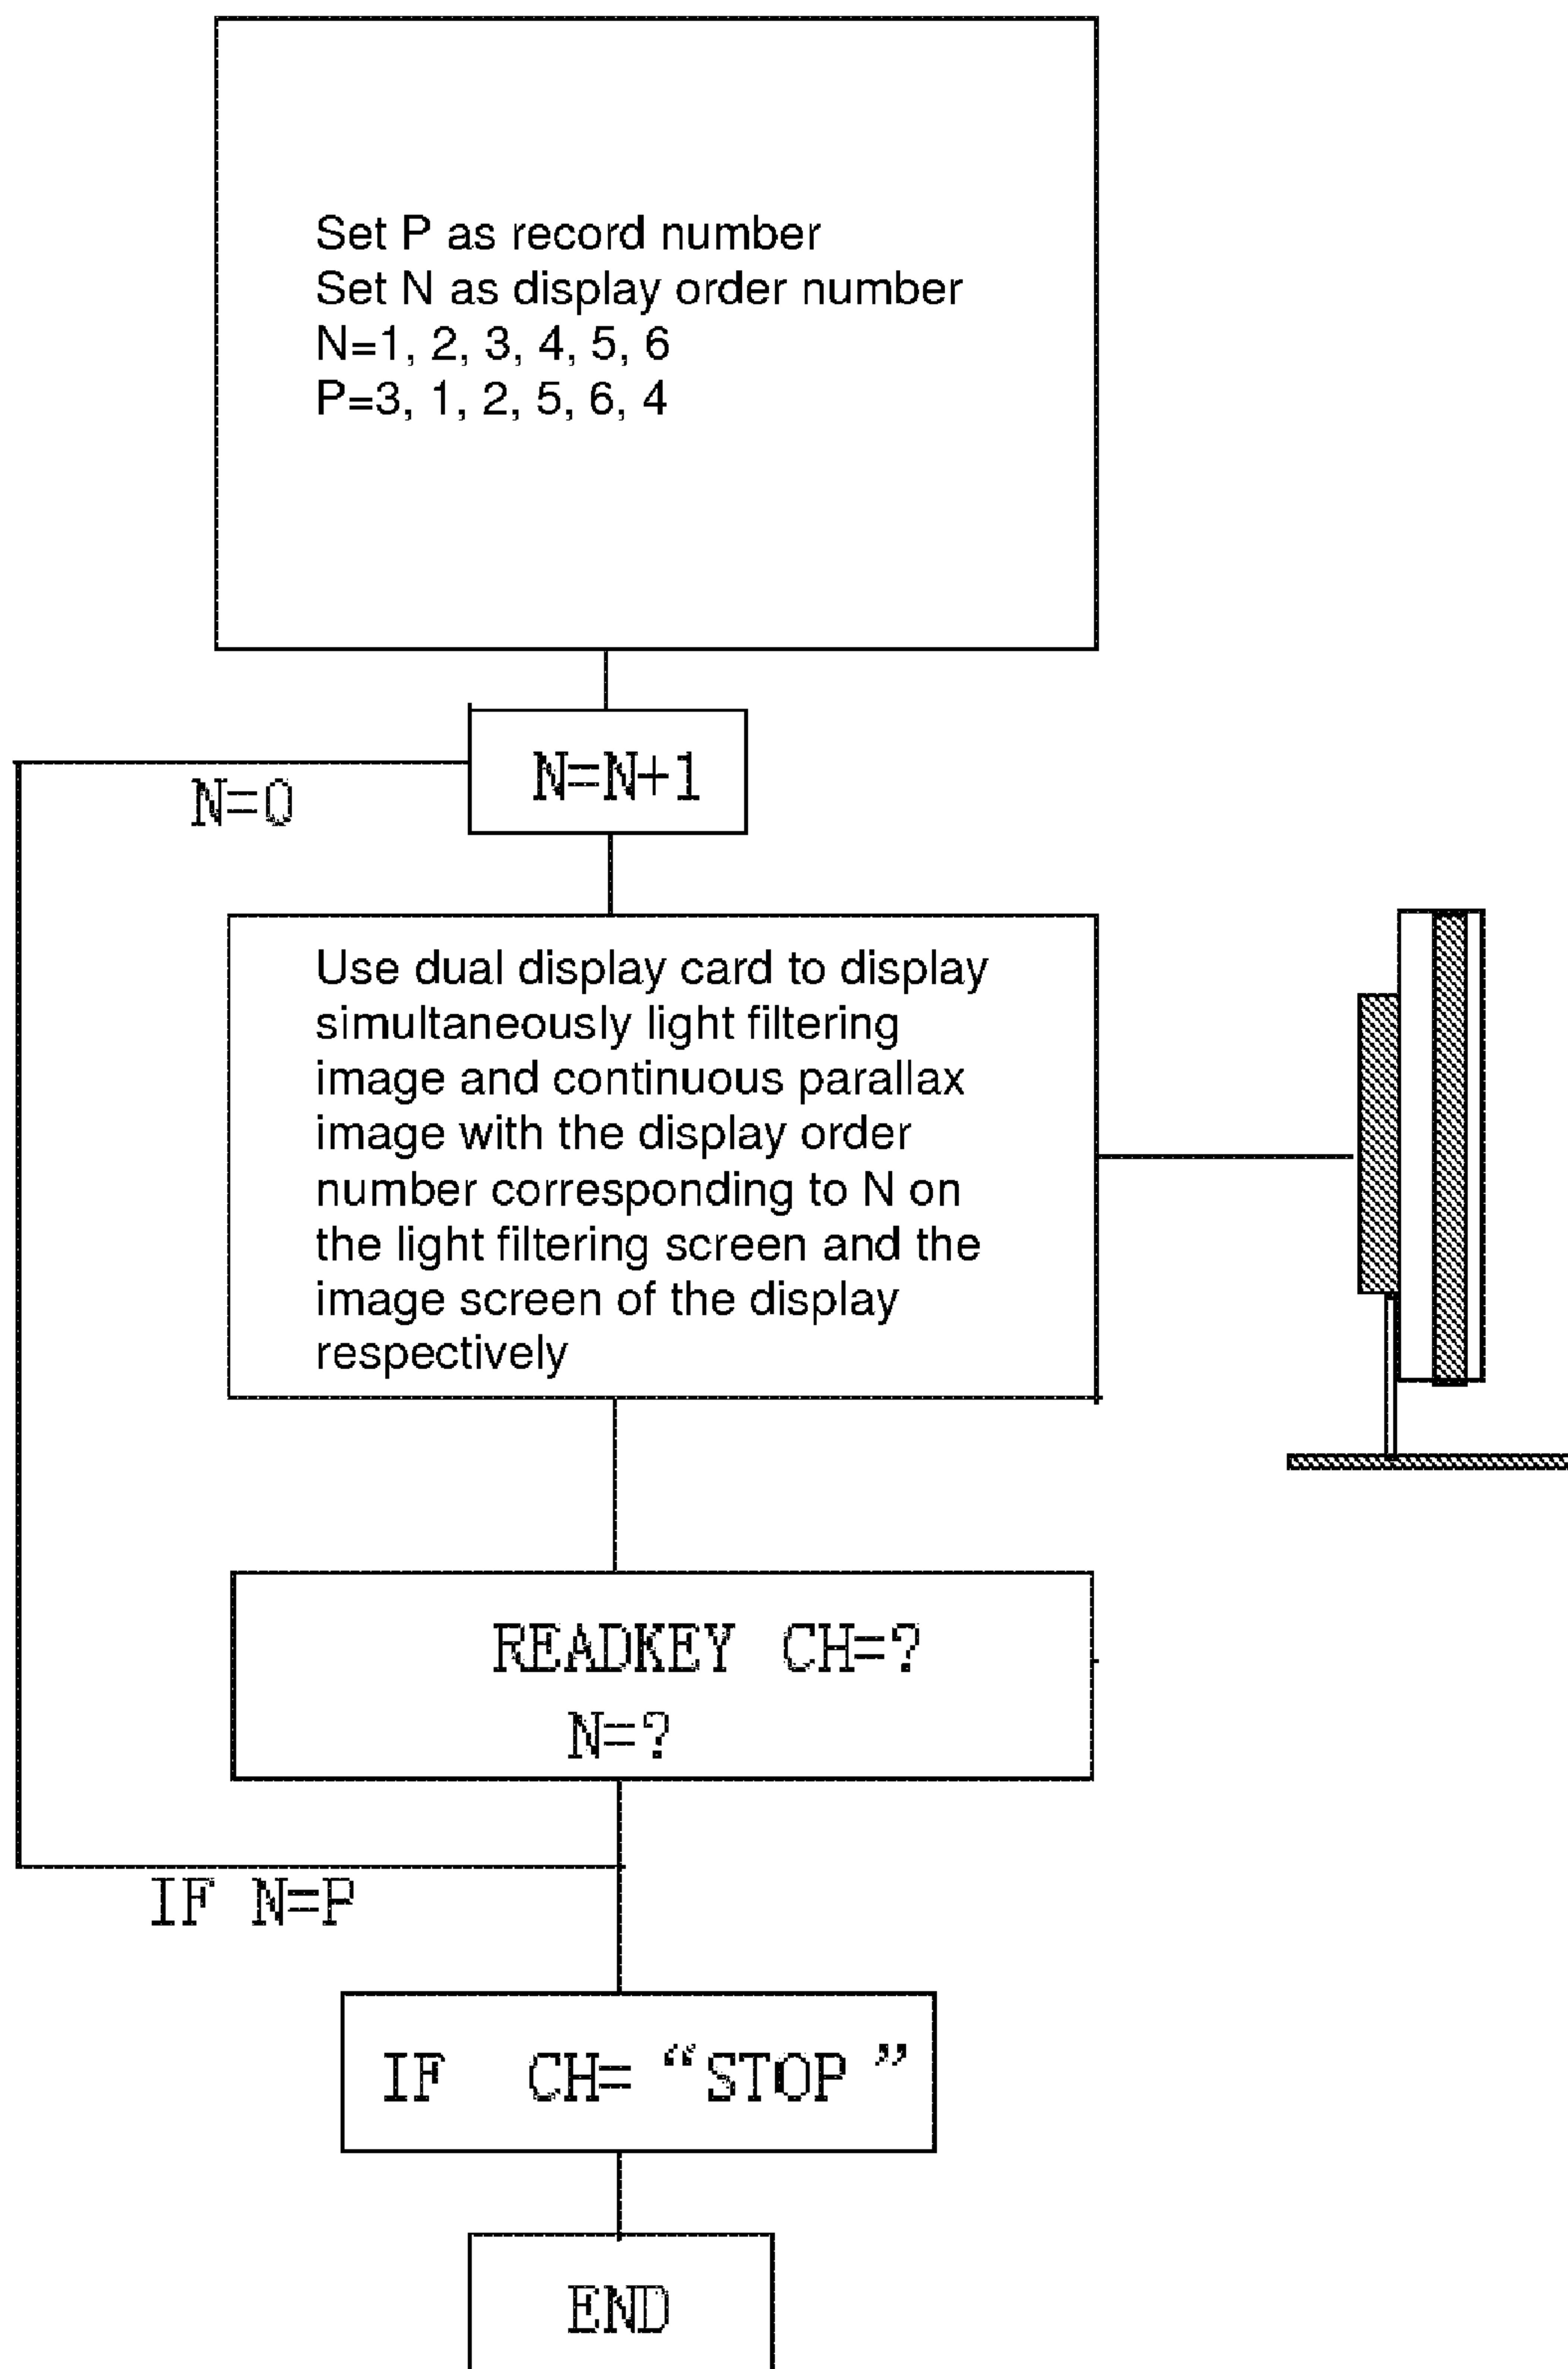 Set P as record number
Set N as display order number
N=1, 2, 3, 4, 5, 6
P=3, 1, 2, 5, 6, 4
N=N+1
N=0
Use dual display card to display
simultaneously light filtering
image and continuous parallax
image with the display order
number corresponding to N on
the light filtering screen and the
image screen of the display
respectively
READKEY CH=?
N=?
IF N=P
IF CH= “STOP ”
END